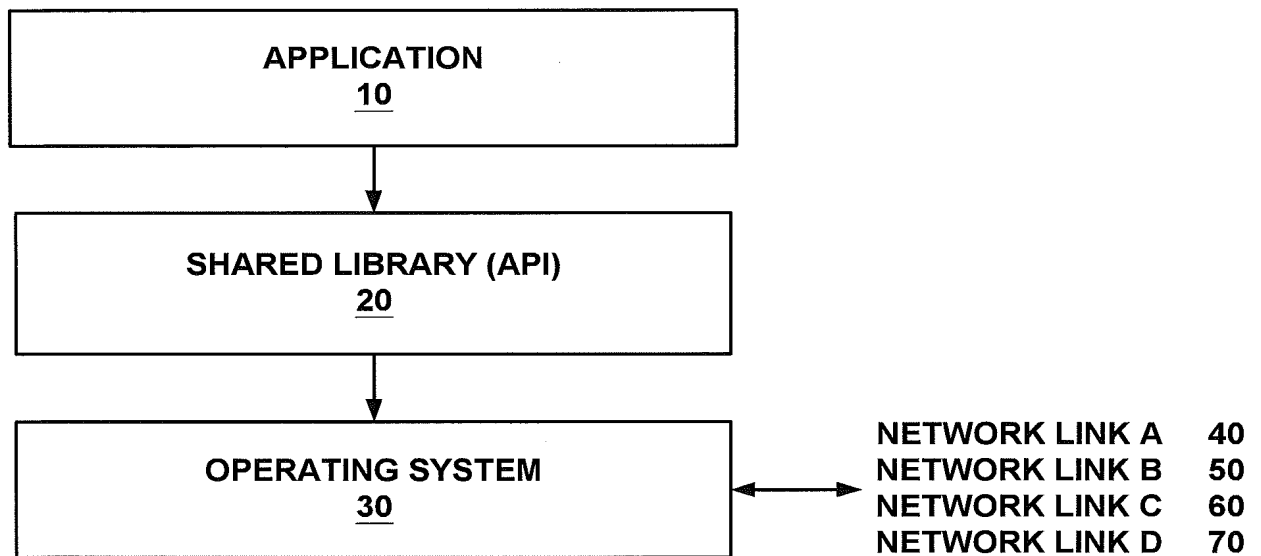 APPLICATION
10
SHARED LIBRARY (API)
20
OPERATING SYSTEM
30
NETWORK LINK A 40
NETWORK LINK B 50
NETWORK LINK C 60
NETWORK LINK D 70